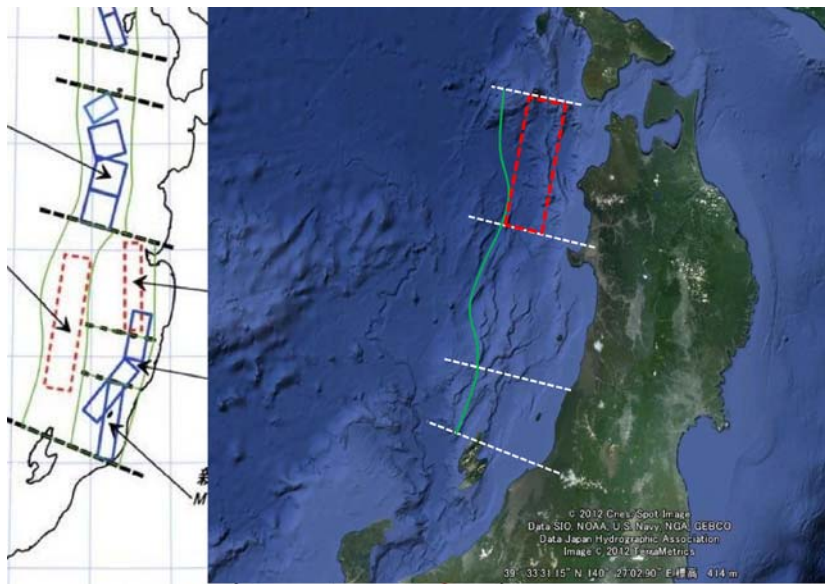 M
© 2012 Cnes/Spot Image
Data SIO, NOAA, U.S. Navy, NGA, GEBCO
Data Japan Hydrographic Association
Image © 2012 TerraMetrics
39°33'31.15" N 140°27'02.90" E 標高 414 m